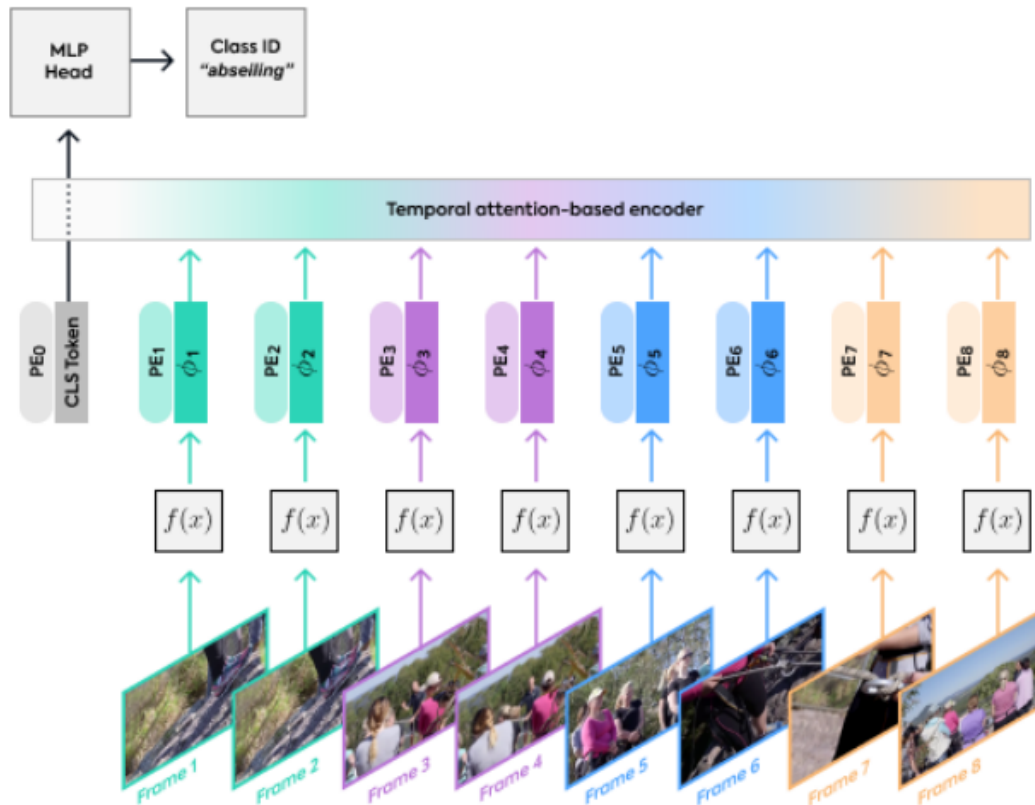 MLP
Head
Class ID
"abseiling"
Temporal attention-based encoder
PE0
CLS Token
PE1
ϕ1
PE2
ϕ2
PE3
ϕ3
PE4
ϕ4
PE5
ϕ5
PE6
ϕ6
PE7
ϕ7
PE8
ϕ8
f(x)
f(x)
f(x)
f(x)
f(x)
f(x)
f(x)
f(x)
Frame 1
Frame 2
Frame 3
Frame 4
Frame 5
Frame 6
Frame 7
Frame 8